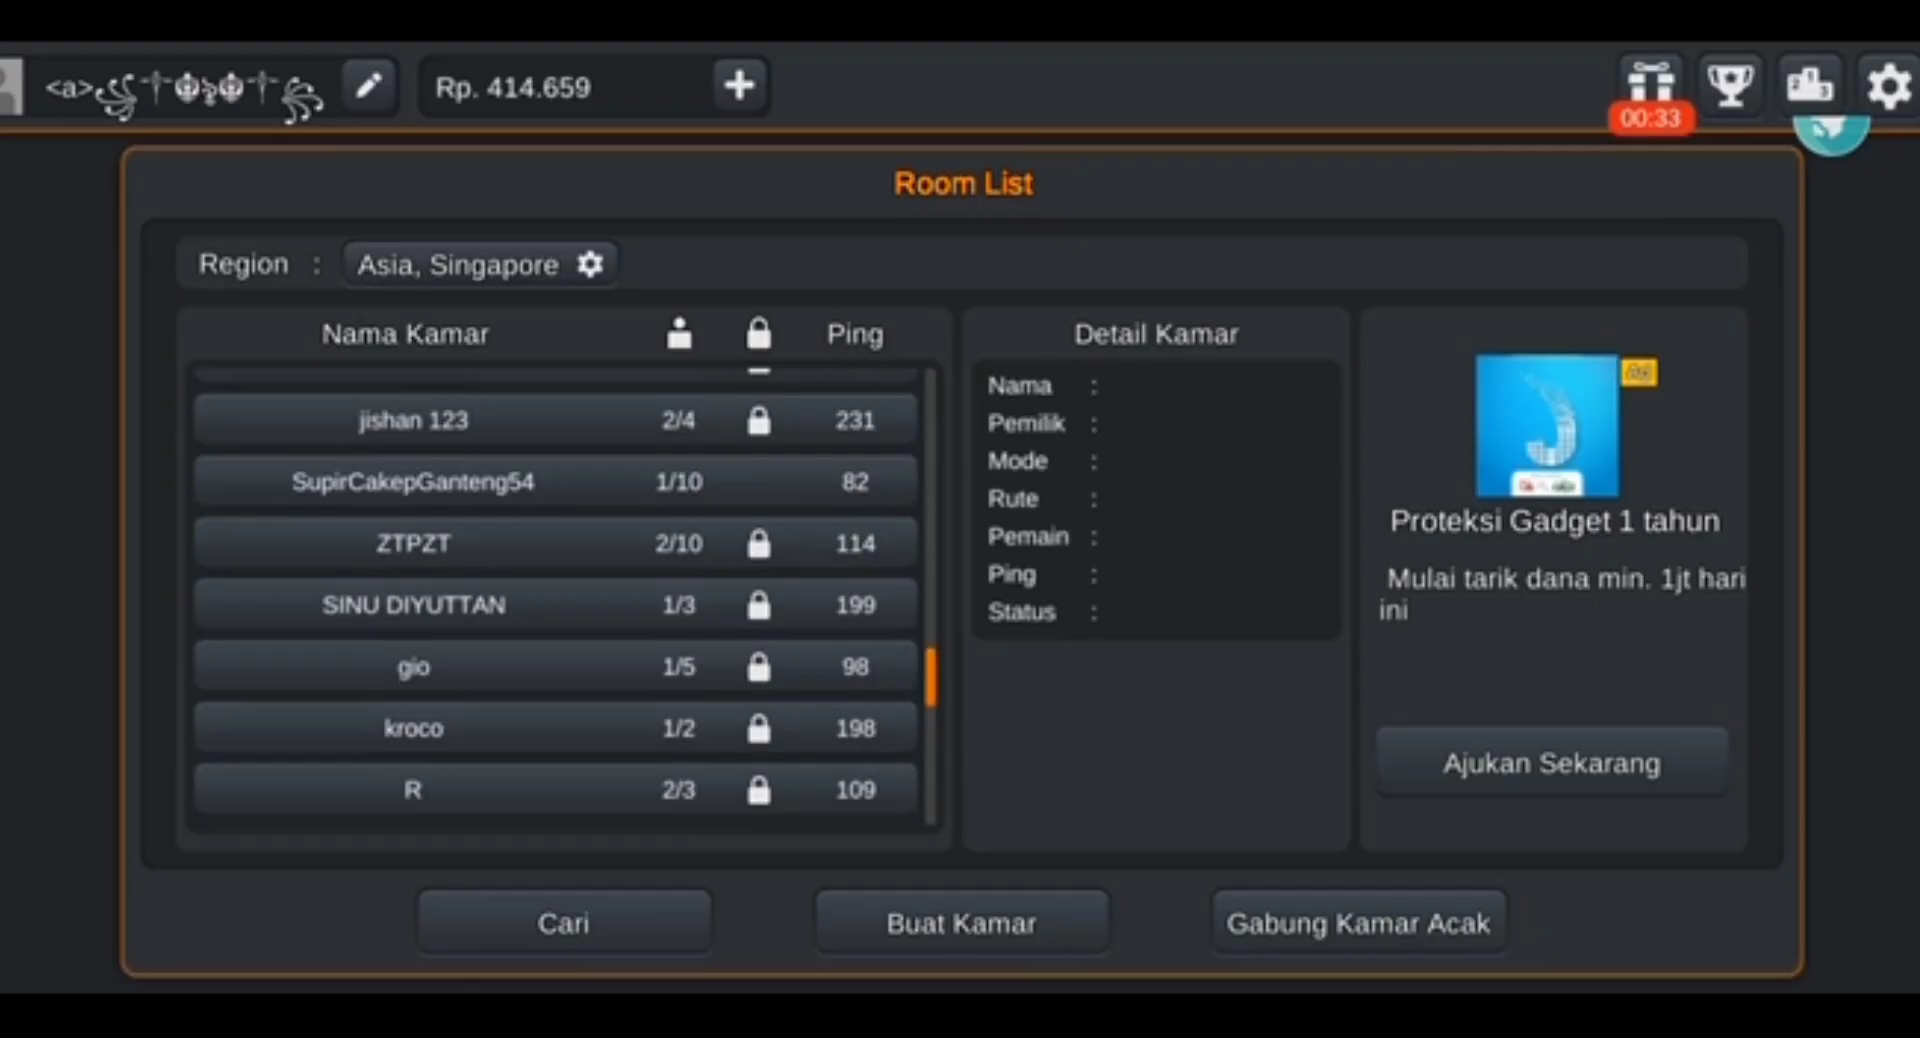 <a>
Rp. 414.659
00:33
Room List
Region : Asia, Singapore
Nama Kamar Ping
jishan 123 2/4 231
SupirCakepGanteng54 1/10 82
ZTPZT 2/10 114
SINU DIYUTTAN 1/3 199
gio 1/5 98
kroco 1/2 198
R 2/3 109
Detail Kamar
Nama :
Pemilik :
Mode :
Rute :
Pemain :
Ping :
Status :
Ad
Proteksi Gadget 1 tahun
Mulai tarik dana min. 1jt hari
ini
Ajukan Sekarang
Cari
Buat Kamar
Gabung Kamar Acak